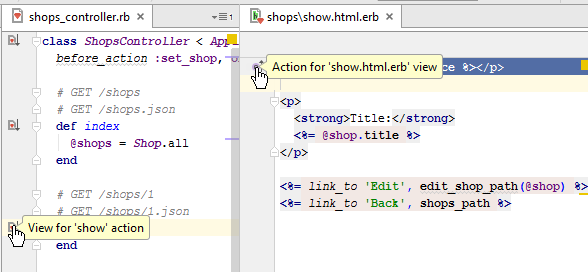 shops_controller.rb
1
class ShopsController < Appl
before_action :set_shop, o
# GET /shops
# GET /shops.json
def index
@shops = Shop.all
end
# GET /shops/1
# GET /shops/1.json
View for 'show' action
end
shops\show.html.erb
Action for 'show.html.erb' view
%></p>
<p>
<strong>Title:</strong>
<%= @shop.title %>
</p>
<%= link_to 'Edit', edit_shop_path(@shop) %>
<%= link_to 'Back', shops_path %>